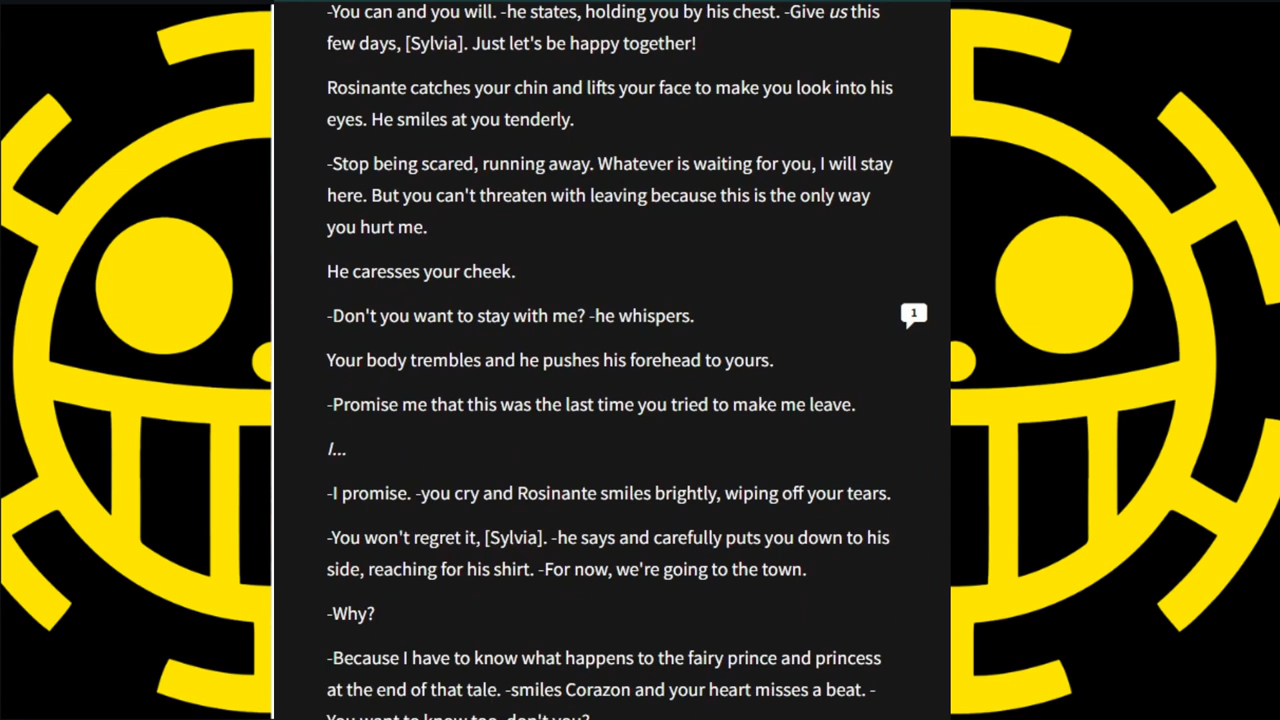 -You can and you will. -he states, holding you by his chest. -Give us this
few days, [Sylvia]. Just let's be happy together!
Rosinante catches your chin and lifts your face to make you look into his
eyes. He smiles at you tenderly.
-Stop being scared, running away. Whatever is waiting for you, I will stay
here. But you can't threaten with leaving because this is the only way
you hurt me.
He caresses your cheek.
-Don't you want to stay with me? -he whispers.
1
Your body trembles and he pushes his forehead to yours.
-Promise me that this was the last time you tried to make me leave.
I...
-I promise. -you cry and Rosinante smiles brightly, wiping off your tears.
-You won't regret it, [Sylvia]. -he says and carefully puts you down to his
side, reaching for his shirt. -For now, we're going to the town.
-Why?
-Because I have to know what happens to the fairy prince and princess
at the end of that tale. -smiles Corazon and your heart misses a beat. -
You want to know too, don't you?